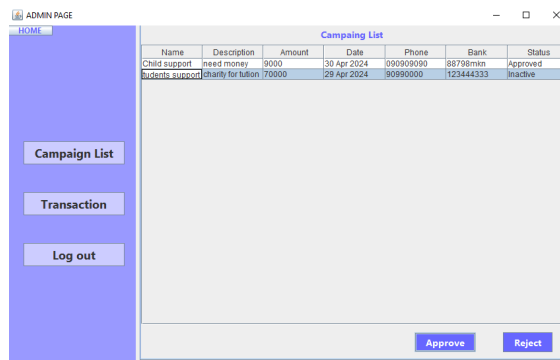 ADMIN PAGE
HOME
Campaing List
Name Description Amount Date Phone Bank Status
Child support need money 9000 30 Apr 2024 090909090 88798mkn Approved
tudents support charity for tution 70000 29 Apr 2024 90990000 123444333 Inactive
Campaign List
Transaction
Log out
Approve Reject